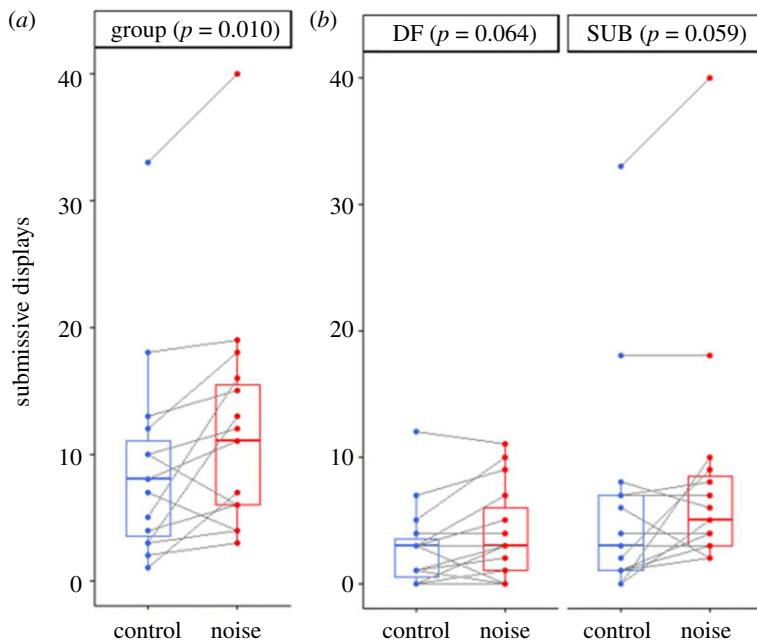 (a) group (p = 0.010) (b) DF (p = 0.064) SUB (p = 0.059)
submissive displays
40 40
30 30
20 20
10 10
0 0
control noise control noise control noise